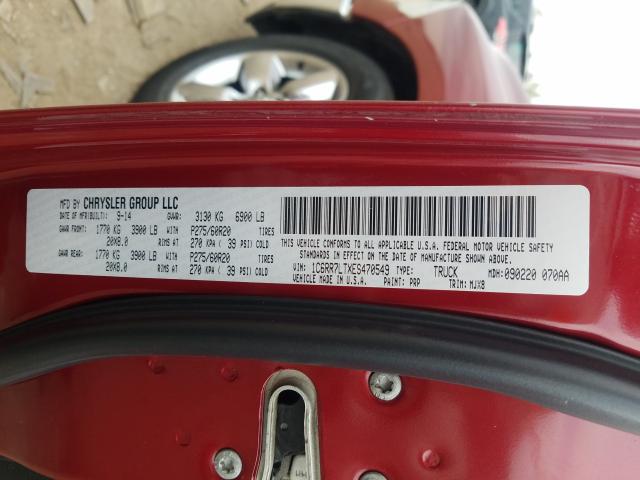 MFD BY CHRYSLER GROUP LLC
DATE OF MFR(BUILT): 9-14 GVWR: 3130 KG 6900 LB
GAWR FRONT: 1770 KG 3900 LB WITH P275/60R20 TIRES
20X8.0 RIMS AT 270 KPA ( 39 PSI) COLD
GAWR REAR: 1770 KG 3900 LB WITH P275/60R20 TIRES
20X8.0 RIMS AT 270 KPA ( 39 PSI) COLD
THIS VEHICLE CONFORMS TO ALL APPLICABLE U.S.A. FEDERAL MOTOR VEHICLE SAFETY
STANDARDS IN EFFECT ON THE DATE OF MANUFACTURE SHOWN ABOVE.
VIN: 1C6RR7LTXES470549 TYPE: TRUCK MDH: 090220 070AA
VEHICLE MADE IN U.S.A. PAINT: PRP TRIM: MJX8